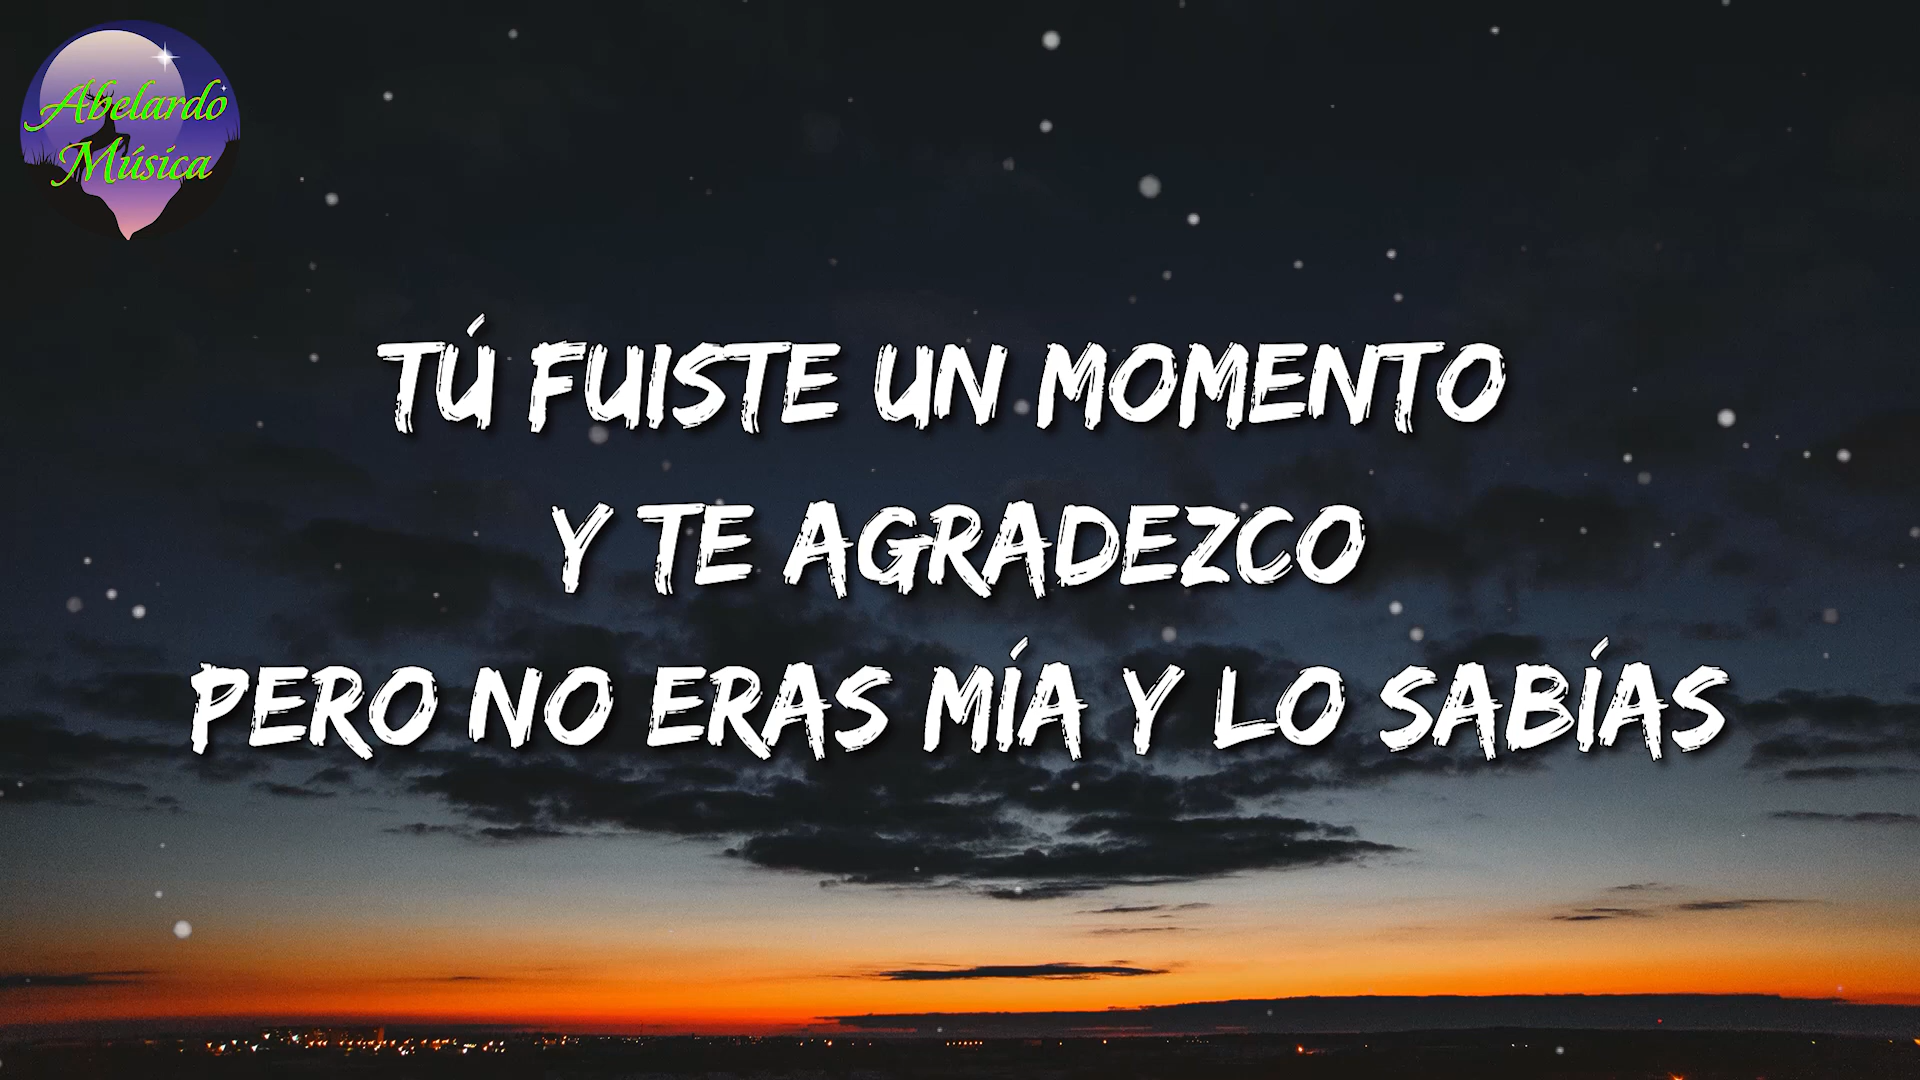 Abelardo
Música
TÚ FUISTE UN MOMENTO
Y TE AGRADEZCO
PERO NO ERAS MÍA Y LO SABÍAS